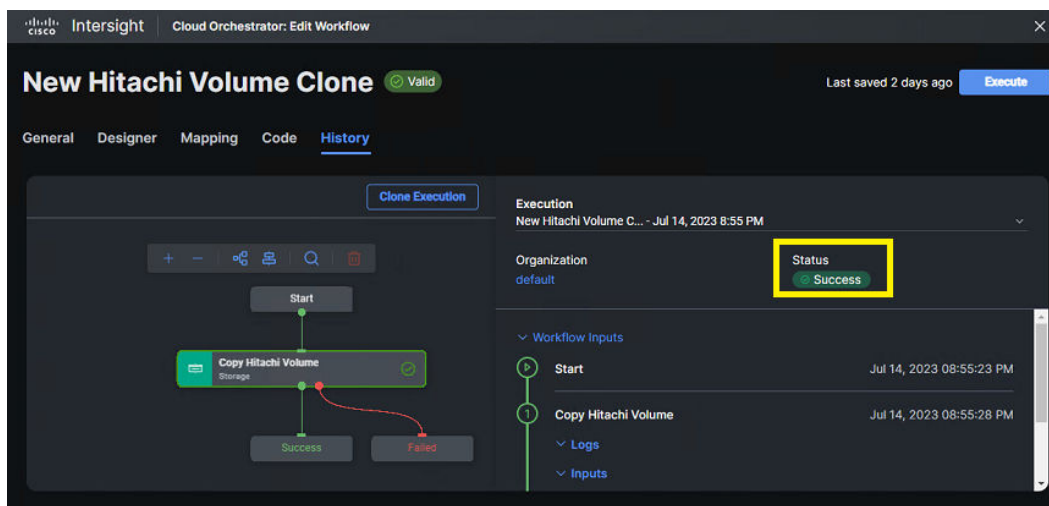 cisco Intersight Cloud Orchestrator: Edit Workflow
New Hitachi Volume Clone Valid
Last saved 2 days ago Execute
General Designer Mapping Code History
Clone Execution
Start
Copy Hitachi Volume
Storage
Success Failed
Execution
New Hitachi Volume C... - Jul 14, 2023 8:55 PM
Organization Status
default Success
Workflow Inputs
Start Jul 14, 2023 08:55:23 PM
1 Copy Hitachi Volume Jul 14, 2023 08:55:28 PM
Logs
Inputs